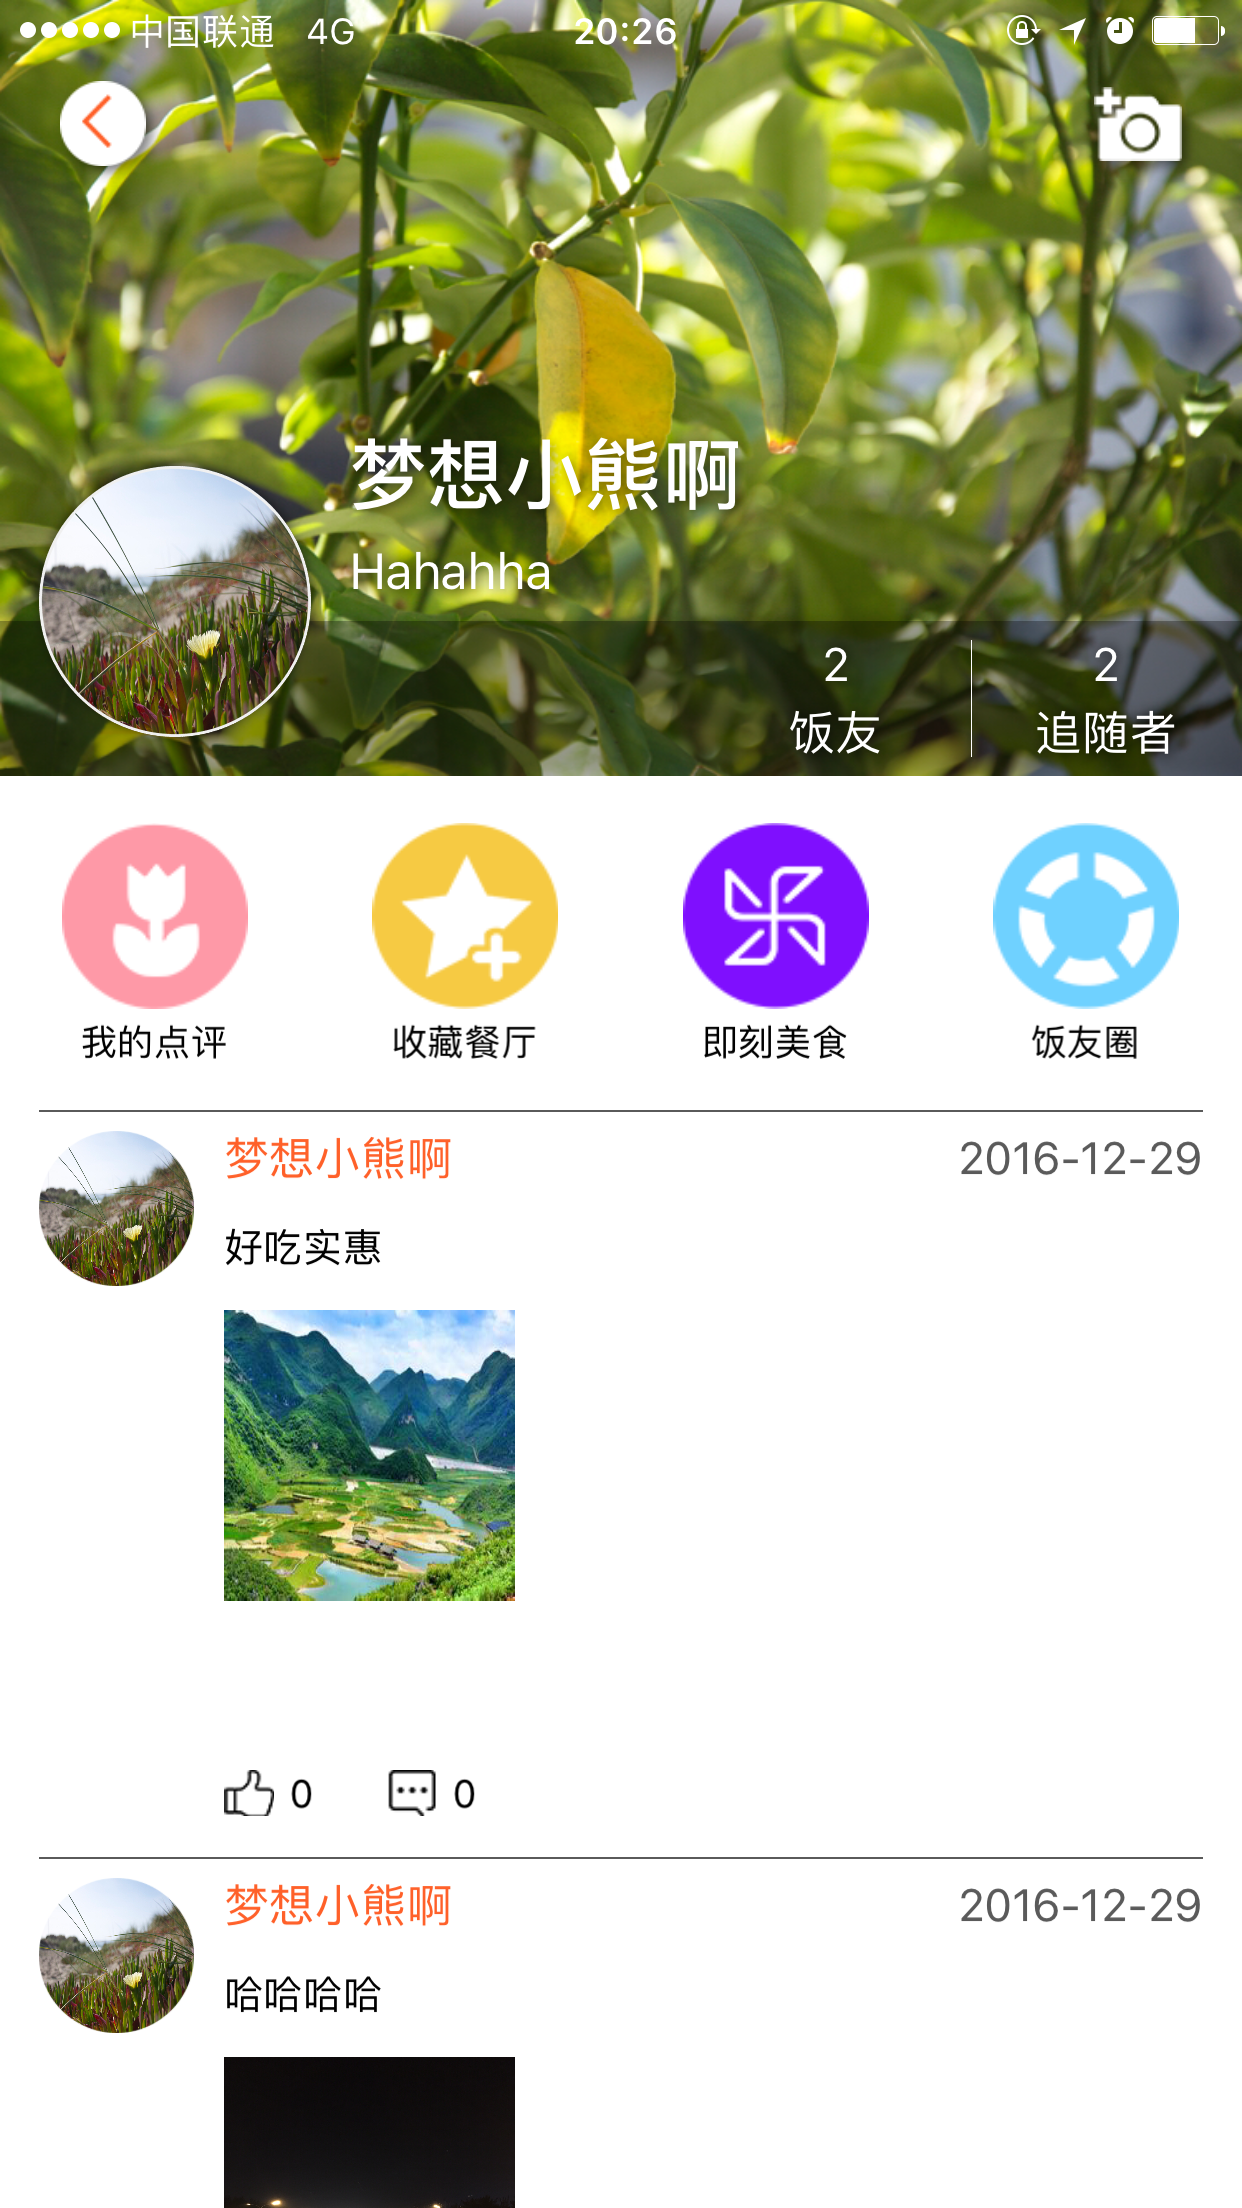 中国联通 4G 20:26
梦想小熊啊
Hahahha
2 2
饭友 追随者
我的点评 收藏餐厅 即刻美食 饭友圈
梦想小熊啊 2016-12-29
好吃实惠
0 0
梦想小熊啊 2016-12-29
哈哈哈哈